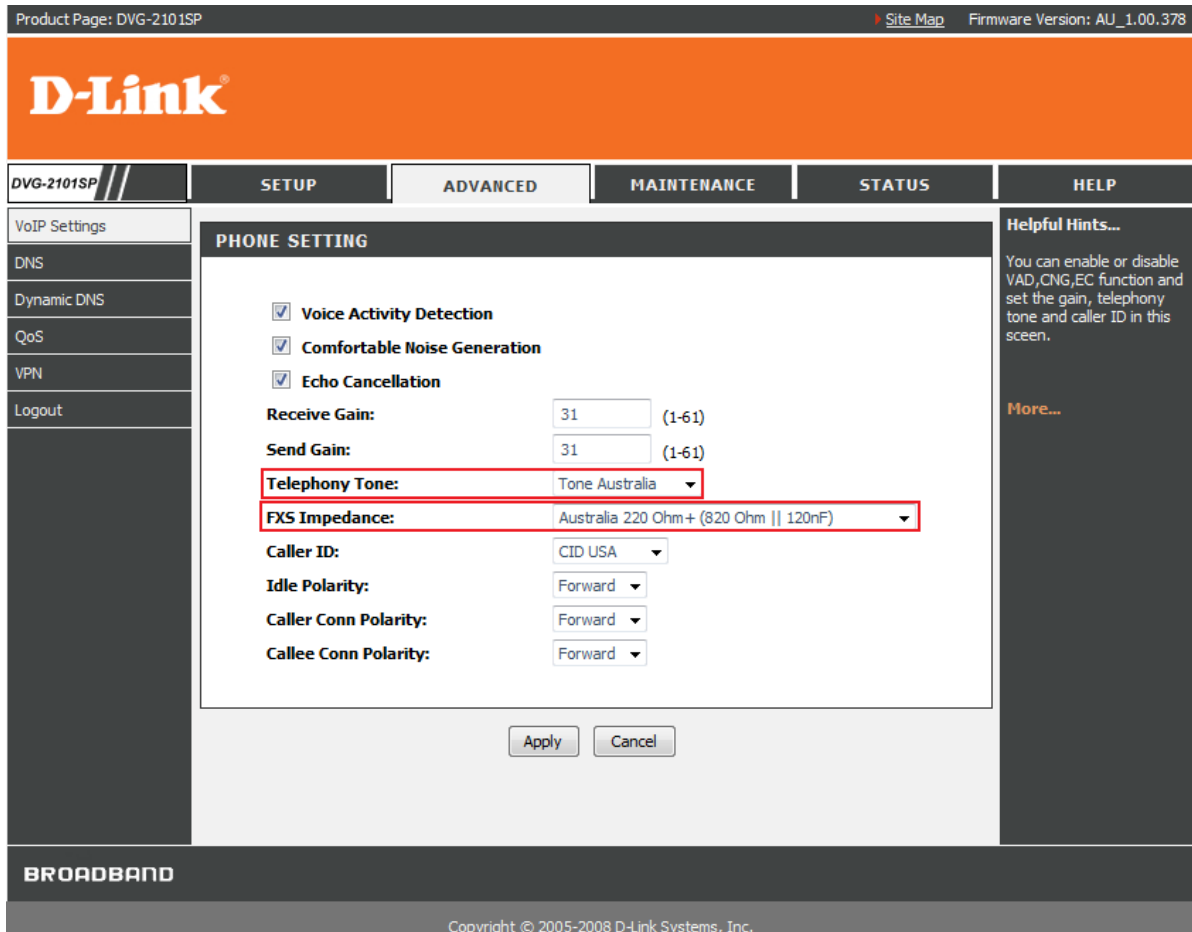 Product Page: DVG-2101SP Site Map Firmware Version: AU_1.00.378
D-Link®
DVG-2101SP SETUP ADVANCED MAINTENANCE STATUS HELP
VoIP Settings
DNS
Dynamic DNS
QoS
VPN
Logout
PHONE SETTING
Voice Activity Detection
Comfortable Noise Generation
Echo Cancellation
Receive Gain: 31 (1-61)
Send Gain: 31 (1-61)
Telephony Tone: Tone Australia
FXS Impedance: Australia 220 Ohm+ (820 Ohm || 120nF)
Caller ID: CID USA
Idle Polarity: Forward
Caller Conn Polarity: Forward
Callee Conn Polarity: Forward
Apply Cancel
Helpful Hints...
You can enable or disable
VAD,CNG,EC function and
set the gain, telephony
tone and caller ID in this
sceen.
More...
BROADBAND
Copyright © 2005-2008 D-Link Systems, Inc.